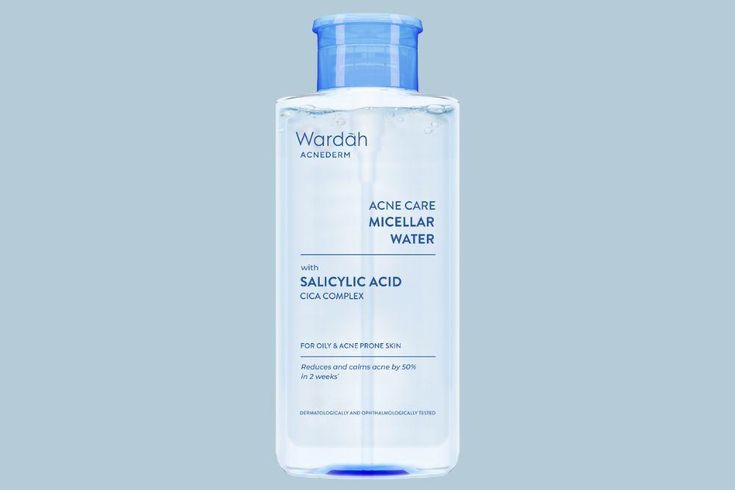 Wardāh
ACNEDERM
ACNE CARE
MICELLAR
WATER
with
SALICYLIC ACID
CICA COMPLEX
FOR OILY & ACNE PRONE SKIN
Reduces and calms acne by 50%
in 2 weeks*
DERMATOLOGICALLY AND OPHTHALMOLOGICALLY TESTED